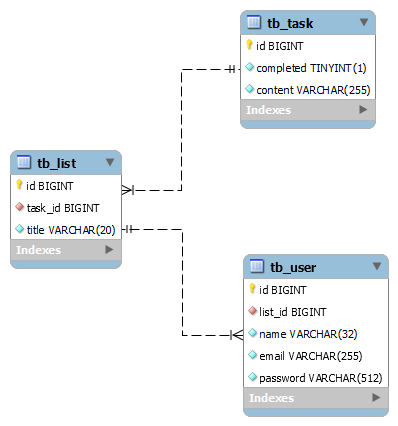 tb_task
id BIGINT
completed TINYINT(1)
content VARCHAR(255)
Indexes
tb_list
id BIGINT
task_id BIGINT
title VARCHAR(20)
Indexes
tb_user
id BIGINT
list_id BIGINT
name VARCHAR(32)
email VARCHAR(255)
password VARCHAR(512)
Indexes